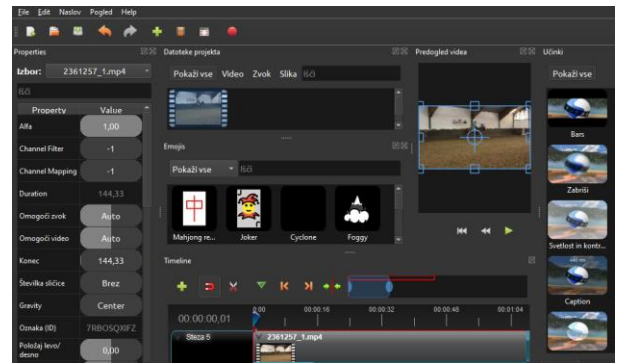 File Edit Naslov Pogled Help
Properties
Izbor: 2361257_1.mp4
Išči
Property Value
Alfa 1,00
Channel Filter -1
Channel Mapping -1
Duration 144,33
Omogoči zvok Auto
Omogoči video Auto
Konec 144,33
Številka sličice Brez
Gravity Center
Oznaka (ID) 7RBOSQXIFZ
Položaj levo/desno 0,00
Datoteke projekta
Pokaži vse Video Zvok Slika Išči
Emojis
Pokaži vse Išči
Mahjong re... Joker Cyclone Foggy
Predogled videa
Učinki
Pokaži vse
Bars
Zabriši
Svetlost in kontr...
Caption
Timeline
00:00:00,01
0:00 00:00:16 00:00:32 00:00:48 00:01:04
Steza 5
2361257_1.mp4